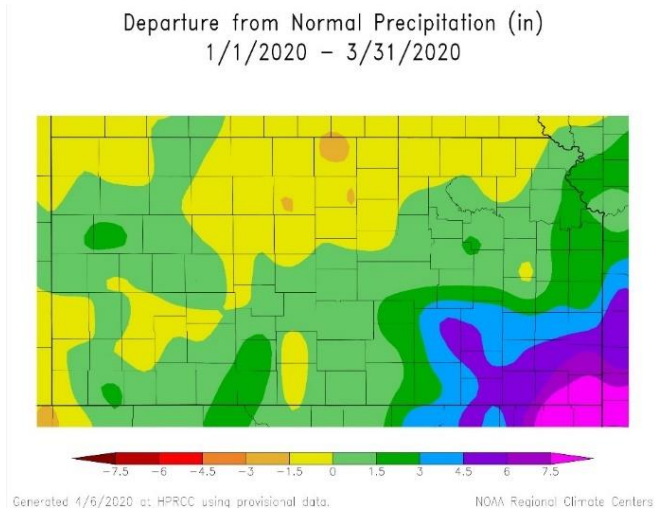 Departure from Normal Precipitation (in)
1/1/2020 – 3/31/2020
-7.5 -6 -4.5 -3 -1.5 0 1.5 3 4.5 6 7.5
Generated 4/6/2020 at HPRCC using provisional data.
NOAA Regional Climate Centers